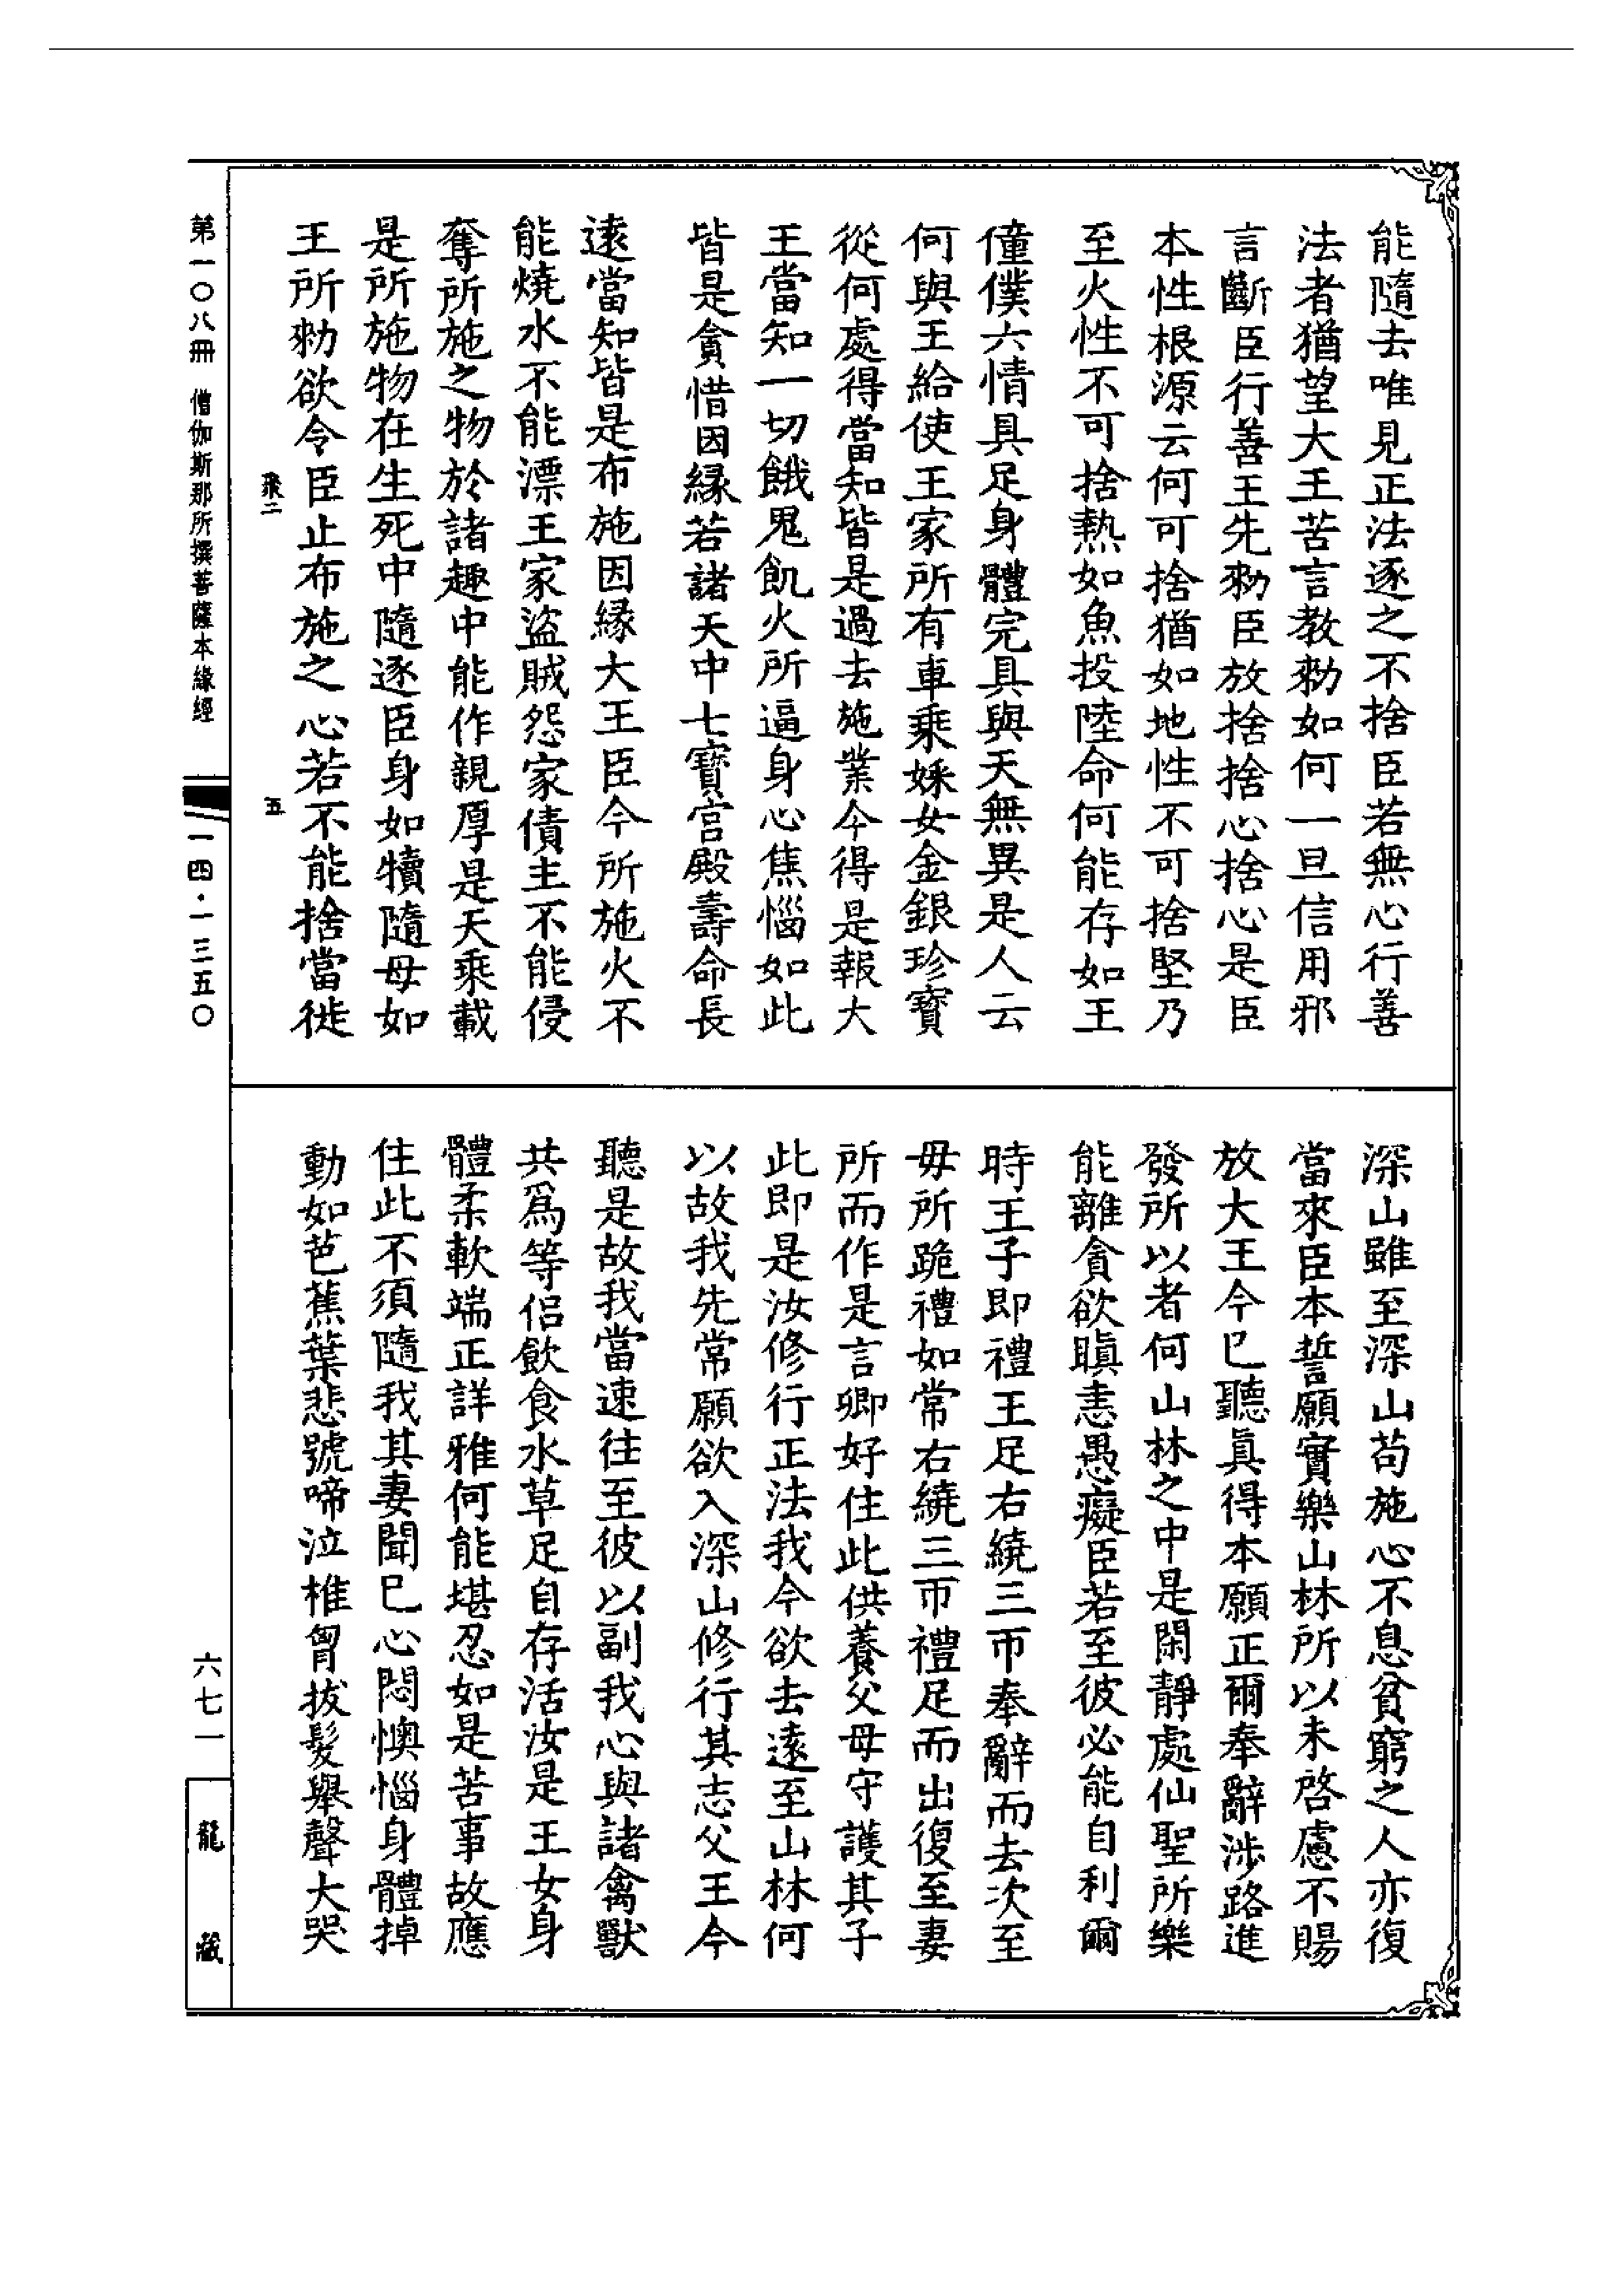 能隨去唯見正法逐之不捨臣若無心行善
法者猶望大王苦言教勑如何一旦信用邪
言斷臣行善王先勑臣放捨捨心捨心是臣
本性根源云何可捨猶如地性不可捨堅乃
至火性不可捨熱如魚投陸命何能存如王
僮僕六情具足身體完具與天無異是人云
何與王給使王家所有車乘婇女金銀珍寶
從何處得當知皆是過去施業今得是報大
王當知一切餓鬼飢火所逼身心焦惱如此
皆是貪惜因緣若諸天中七寶宮殿壽命長
遠當知皆是布施因緣大王臣今所施火不
能燒水不能漂王家盜賊怨家債主不能侵
奪所施之物於諸趣中能作親厚是天乘載
是所施物在生死中隨逐臣身如犢隨母如
王所勑欲令臣止布施之心若不能捨當徙
深山雖至深山苟施心不息貧窮之人亦復
當來臣本誓願實樂山林所以未啓慮不賜
放大王今已聽眞得本願正爾奉辭涉路進
發所以者何山林之中是閑靜處仙聖所樂
能離貪欲瞋恚愚癡臣若至彼必能自利爾
時王子即禮王足右繞三帀奉辭而去次至
母所跪禮如常右繞三帀禮足而出復至妻
所而作是言卿好住此供養父母守護其子
此即是汝修行正法我今欲去遠至山林何
以故我先常願欲入深山修行其志父王今
聽是故我當速往至彼以副我心與諸禽獸
共爲等侶飲食水草足自存活汝是王女身
體柔軟端正詳雅何能堪忍如是苦事故應
住此不須隨我其妻聞已心悶懊惱身體掉
動如芭蕉葉悲號啼泣椎胷拔髮舉聲大哭
第一〇八冊　僧伽斯那所撰菩薩本緣經
一四·一三五〇
六七一
龍藏
五